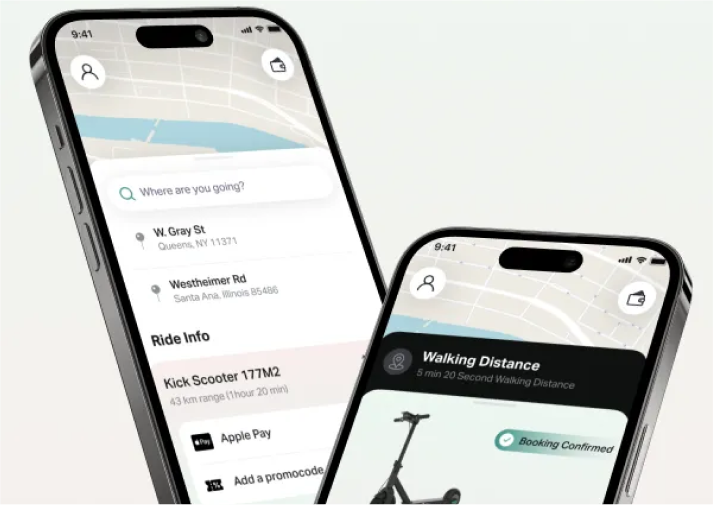 9:41
Where are you going?
W. Gray St
Queens, NY 11371
Westheimer Rd
Santa Ana, Illinois 85486
Ride Info
Kick Scooter 177M2
43 km range (1hour 20 min)
Pay
Apple Pay
Add a promocode
9:41
Walking Distance
5 min 20 Second Walking Distance
Booking Confirmed